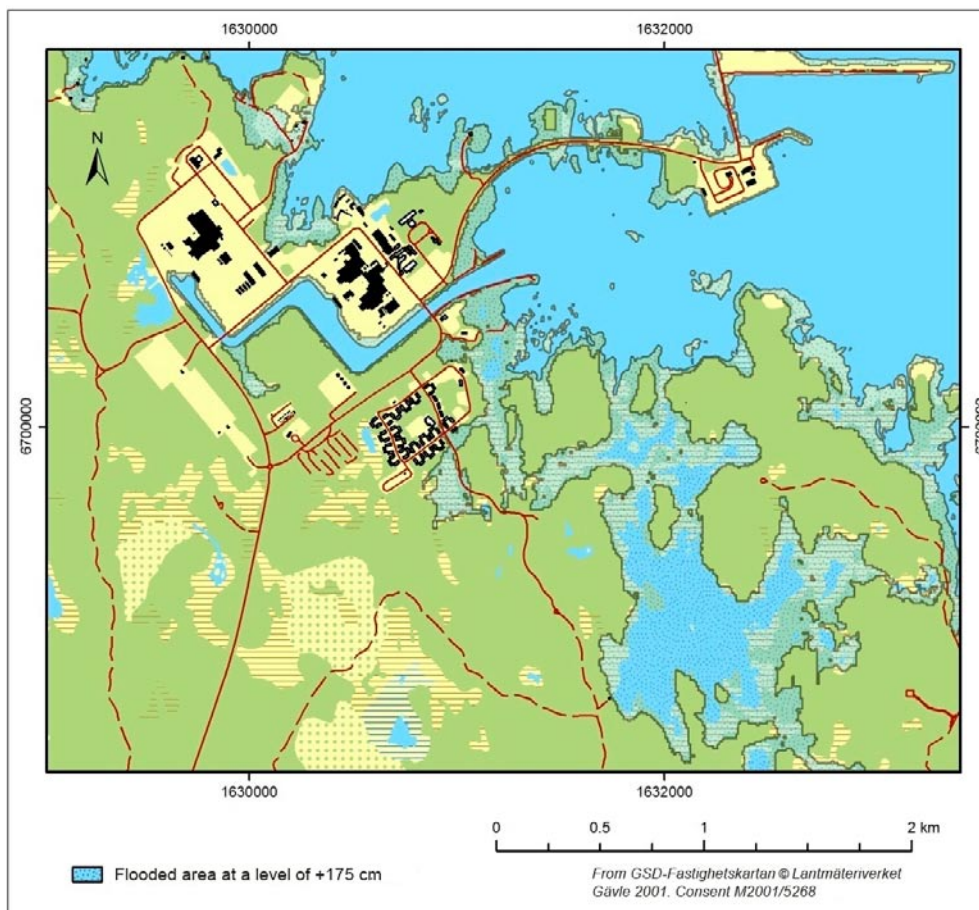 1630000
1632000
N
6700000
6700000
1630000
1632000
0
0.5
1
2 km
Flooded area at a level of +175 cm
From GSD-Fastighetskartan © Lantmäteriverket
Gävle 2001. Consent M2001/5268